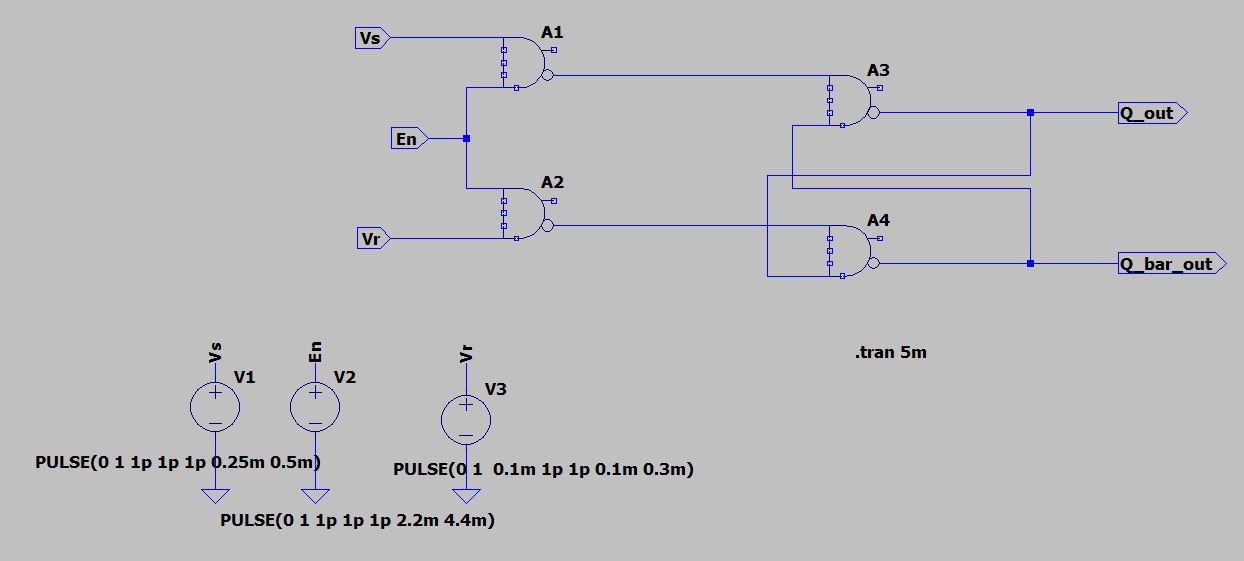 Vs
A1
A3
Q_out
En
A2
A4
Vr
Q_bar_out
.tran 5m
Vs
En
Vr
V1
V2
V3
PULSE(0 1 1p 1p 1p 0.25m 0.5m)
PULSE(0 1  0.1m 1p 1p 0.1m 0.3m)
PULSE(0 1 1p 1p 1p 2.2m 4.4m)